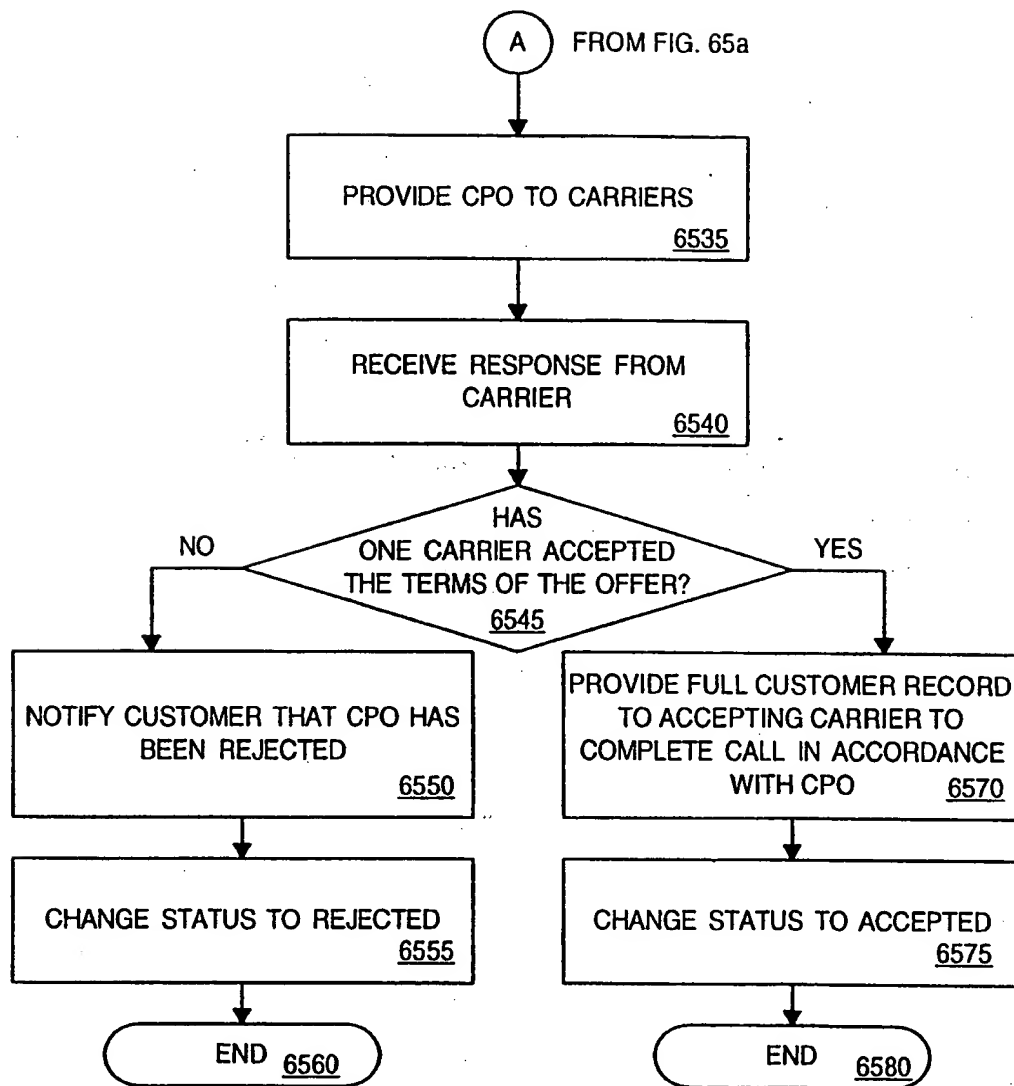 A FROM FIG. 65a
PROVIDE CPO TO CARRIERS
6535
RECEIVE RESPONSE FROM
CARRIER
6540
HAS
ONE CARRIER ACCEPTED
THE TERMS OF THE OFFER?
6545
NO
YES
NOTIFY CUSTOMER THAT CPO HAS
BEEN REJECTED
6550
CHANGE STATUS TO REJECTED
6555
END 6560
PROVIDE FULL CUSTOMER RECORD
TO ACCEPTING CARRIER TO
COMPLETE CALL IN ACCORDANCE
WITH CPO 6570
CHANGE STATUS TO ACCEPTED
6575
END 6580